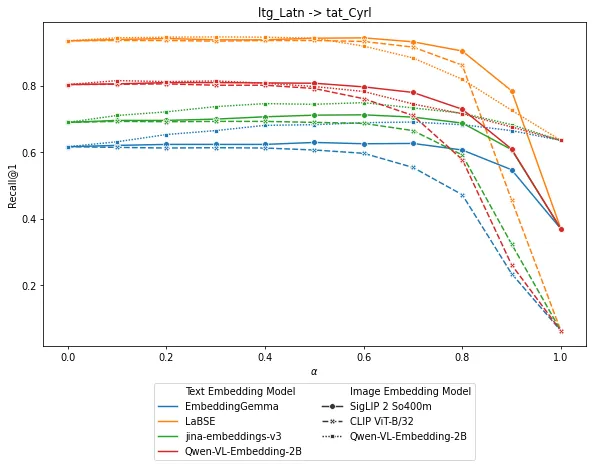 ltg_Latn -> tat_Cyrl
Recall@1
0.8
0.6
0.4
0.2
0.0 0.2 0.4 0.6 0.8 1.0
α
Text Embedding Model Image Embedding Model
EmbeddingGemma SigLIP 2 So400m
LaBSE CLIP ViT-B/32
jina-embeddings-v3 Qwen-VL-Embedding-2B
Qwen-VL-Embedding-2B